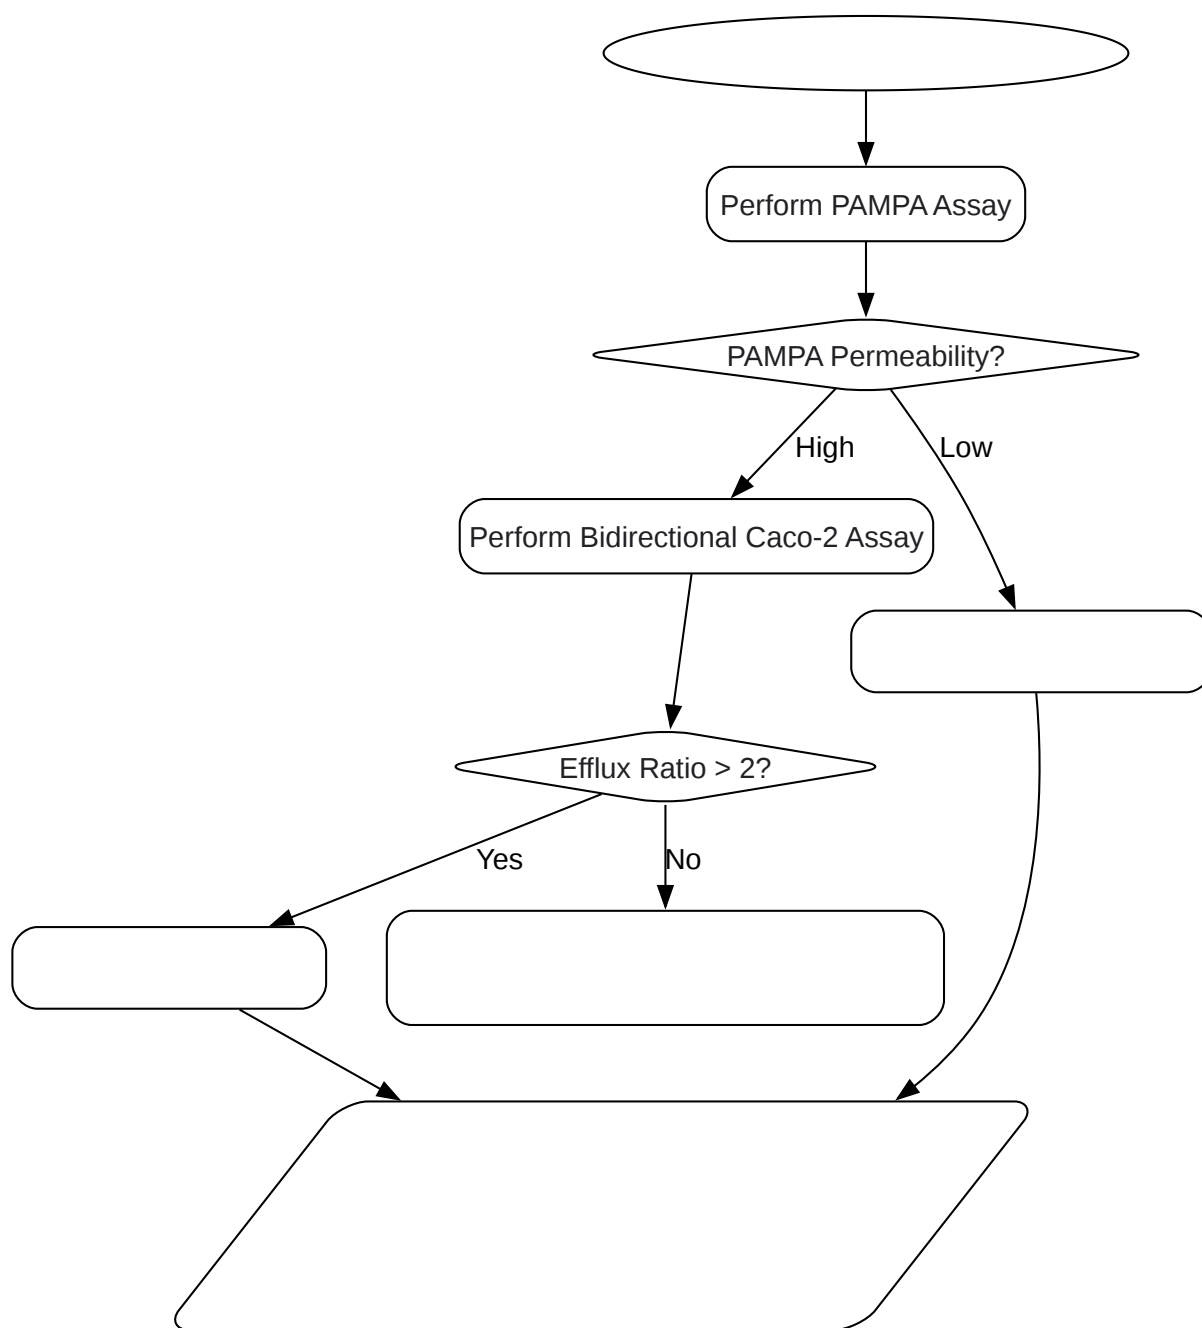 Perform PAMPA Assay
PAMPA Permeability?
High
Low
Perform Bidirectional Caco-2 Assay
Efflux Ratio > 2?
Yes
No